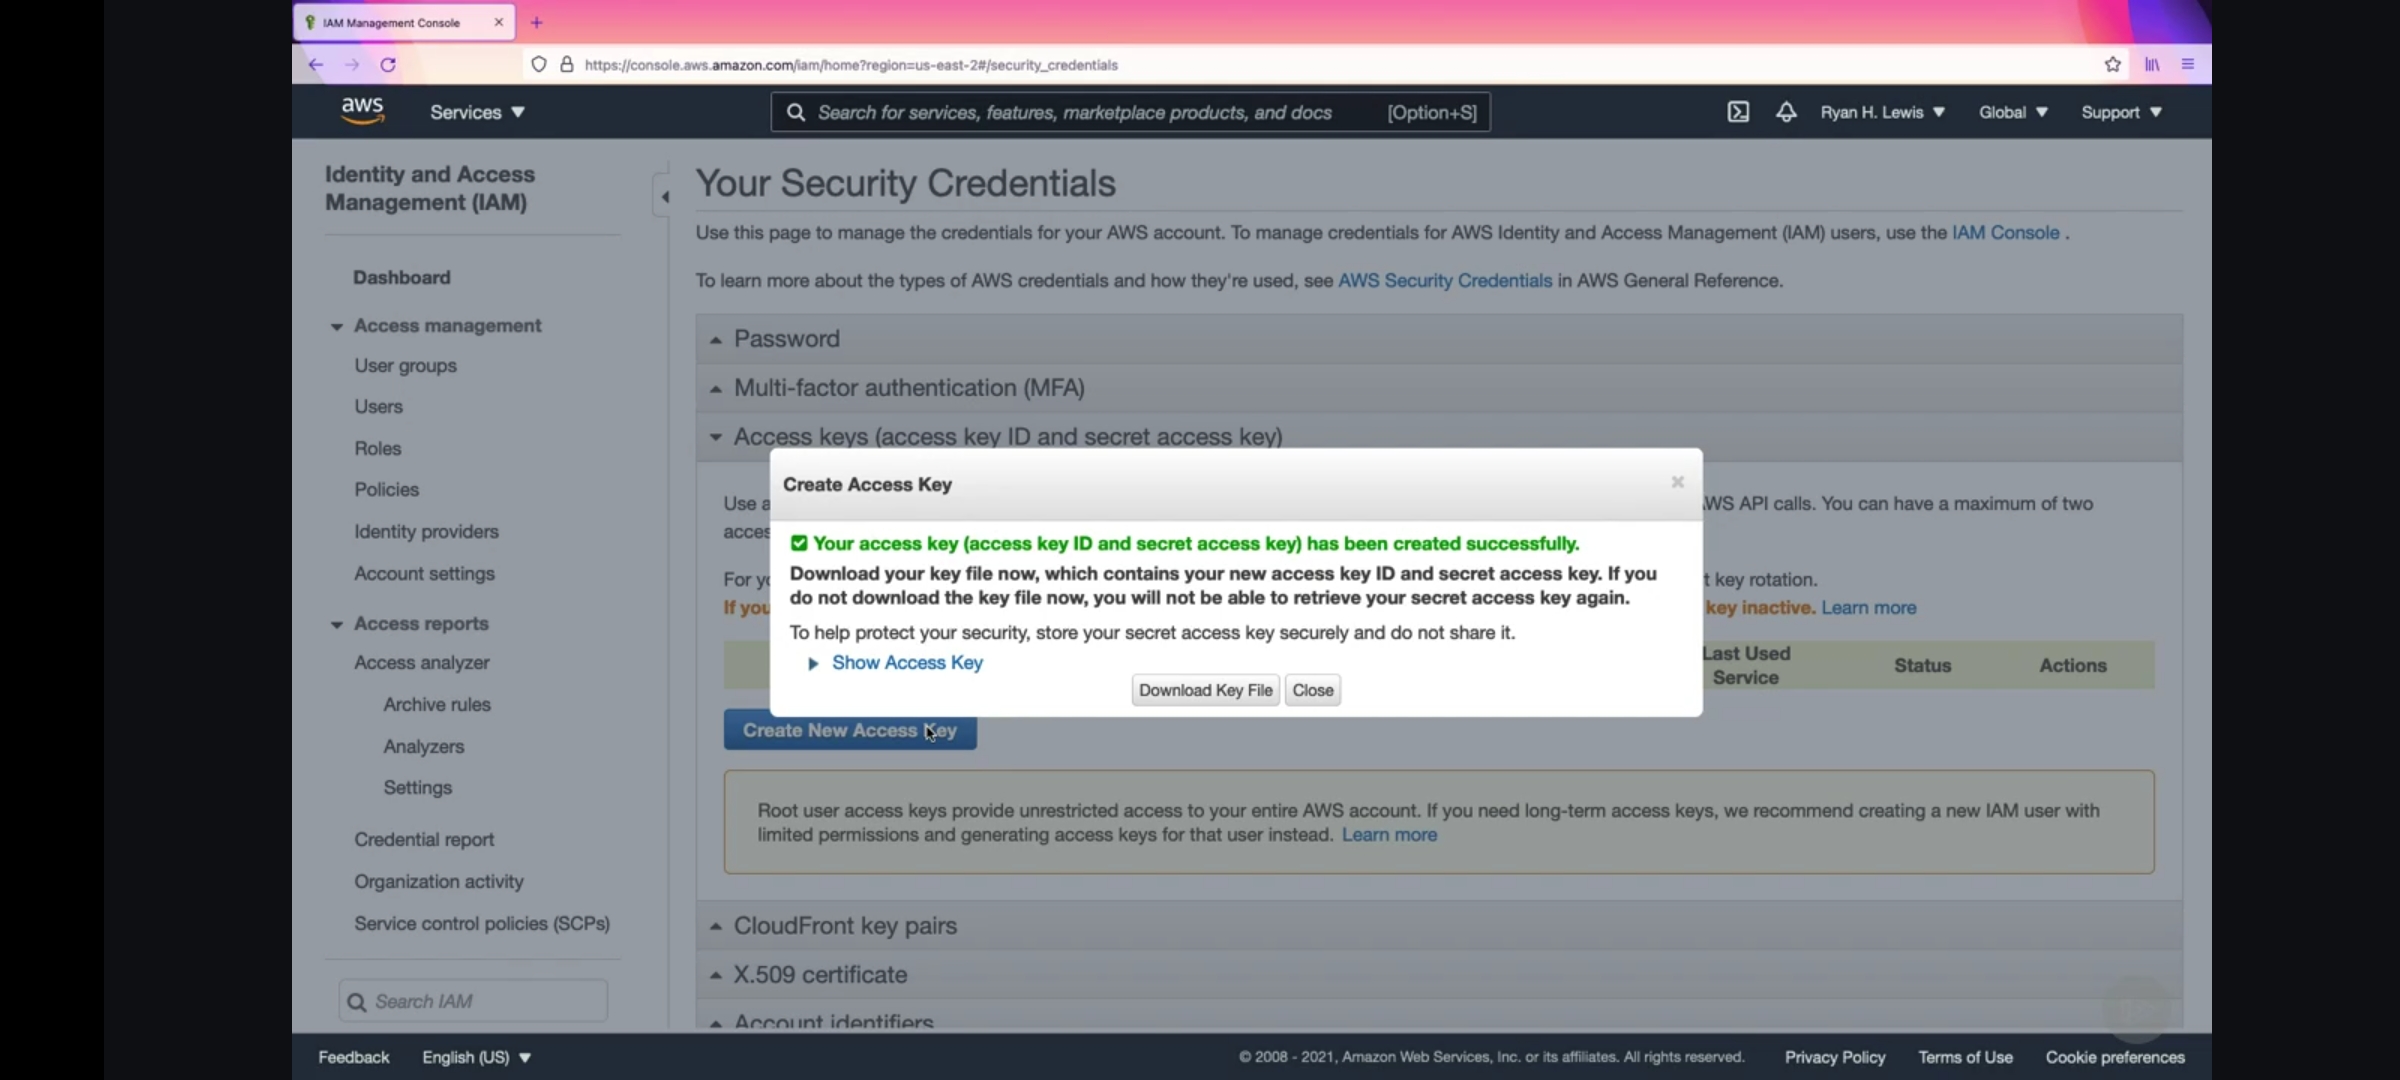 IAM Management Console
https://console.aws.amazon.com/iam/home?region=us-east-2#/security_credentials
aws
Services
Search for services, features, marketplace products, and docs
[Option+S]
Ryan H. Lewis
Global
Support
Identity and Access
Management (IAM)
Dashboard
Access management
User groups
Users
Roles
Policies
Identity providers
Account settings
Access reports
Access analyzer
Archive rules
Analyzers
Settings
Credential report
Organization activity
Service control policies (SCPs)
Search IAM
Your Security Credentials
Use this page to manage the credentials for your AWS account. To manage credentials for AWS Identity and Access Management (IAM) users, use the IAM Console .
To learn more about the types of AWS credentials and how they're used, see AWS Security Credentials in AWS General Reference.
Password
Multi-factor authentication (MFA)
Access keys (access key ID and secret access key)
Use a
WS API calls. You can have a maximum of two
acces
For yo
t key rotation.
If you
key inactive. Learn more
Create Access Key
Your access key (access key ID and secret access key) has been created successfully.
Download your key file now, which contains your new access key ID and secret access key. If you
do not download the key file now, you will not be able to retrieve your secret access key again.
To help protect your security, store your secret access key securely and do not share it.
Show Access Key
Download Key File
Close
Last Used
Service
Status
Actions
Create New Access Key
Root user access keys provide unrestricted access to your entire AWS account. If you need long-term access keys, we recommend creating a new IAM user with
limited permissions and generating access keys for that user instead. Learn more
CloudFront key pairs
X.509 certificate
Account identifiers
Feedback
English (US)
© 2008 - 2021, Amazon Web Services, Inc. or its affiliates. All rights reserved.
Privacy Policy
Terms of Use
Cookie preferences